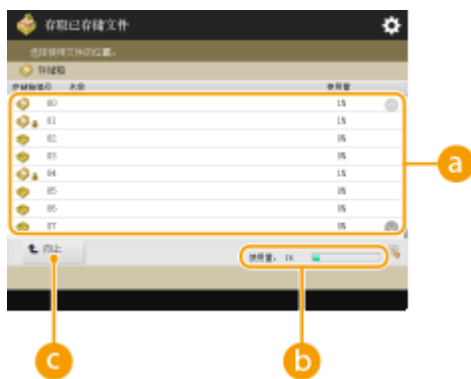 存取已存储文件
选择使用文件的位置。
存储箱
存储箱编号 名称 使用量
00 1%
01 1%
02 0%
03 0%
04 1%
05 0%
06 0%
07 0%
a
向上
使用量: 1%
c b